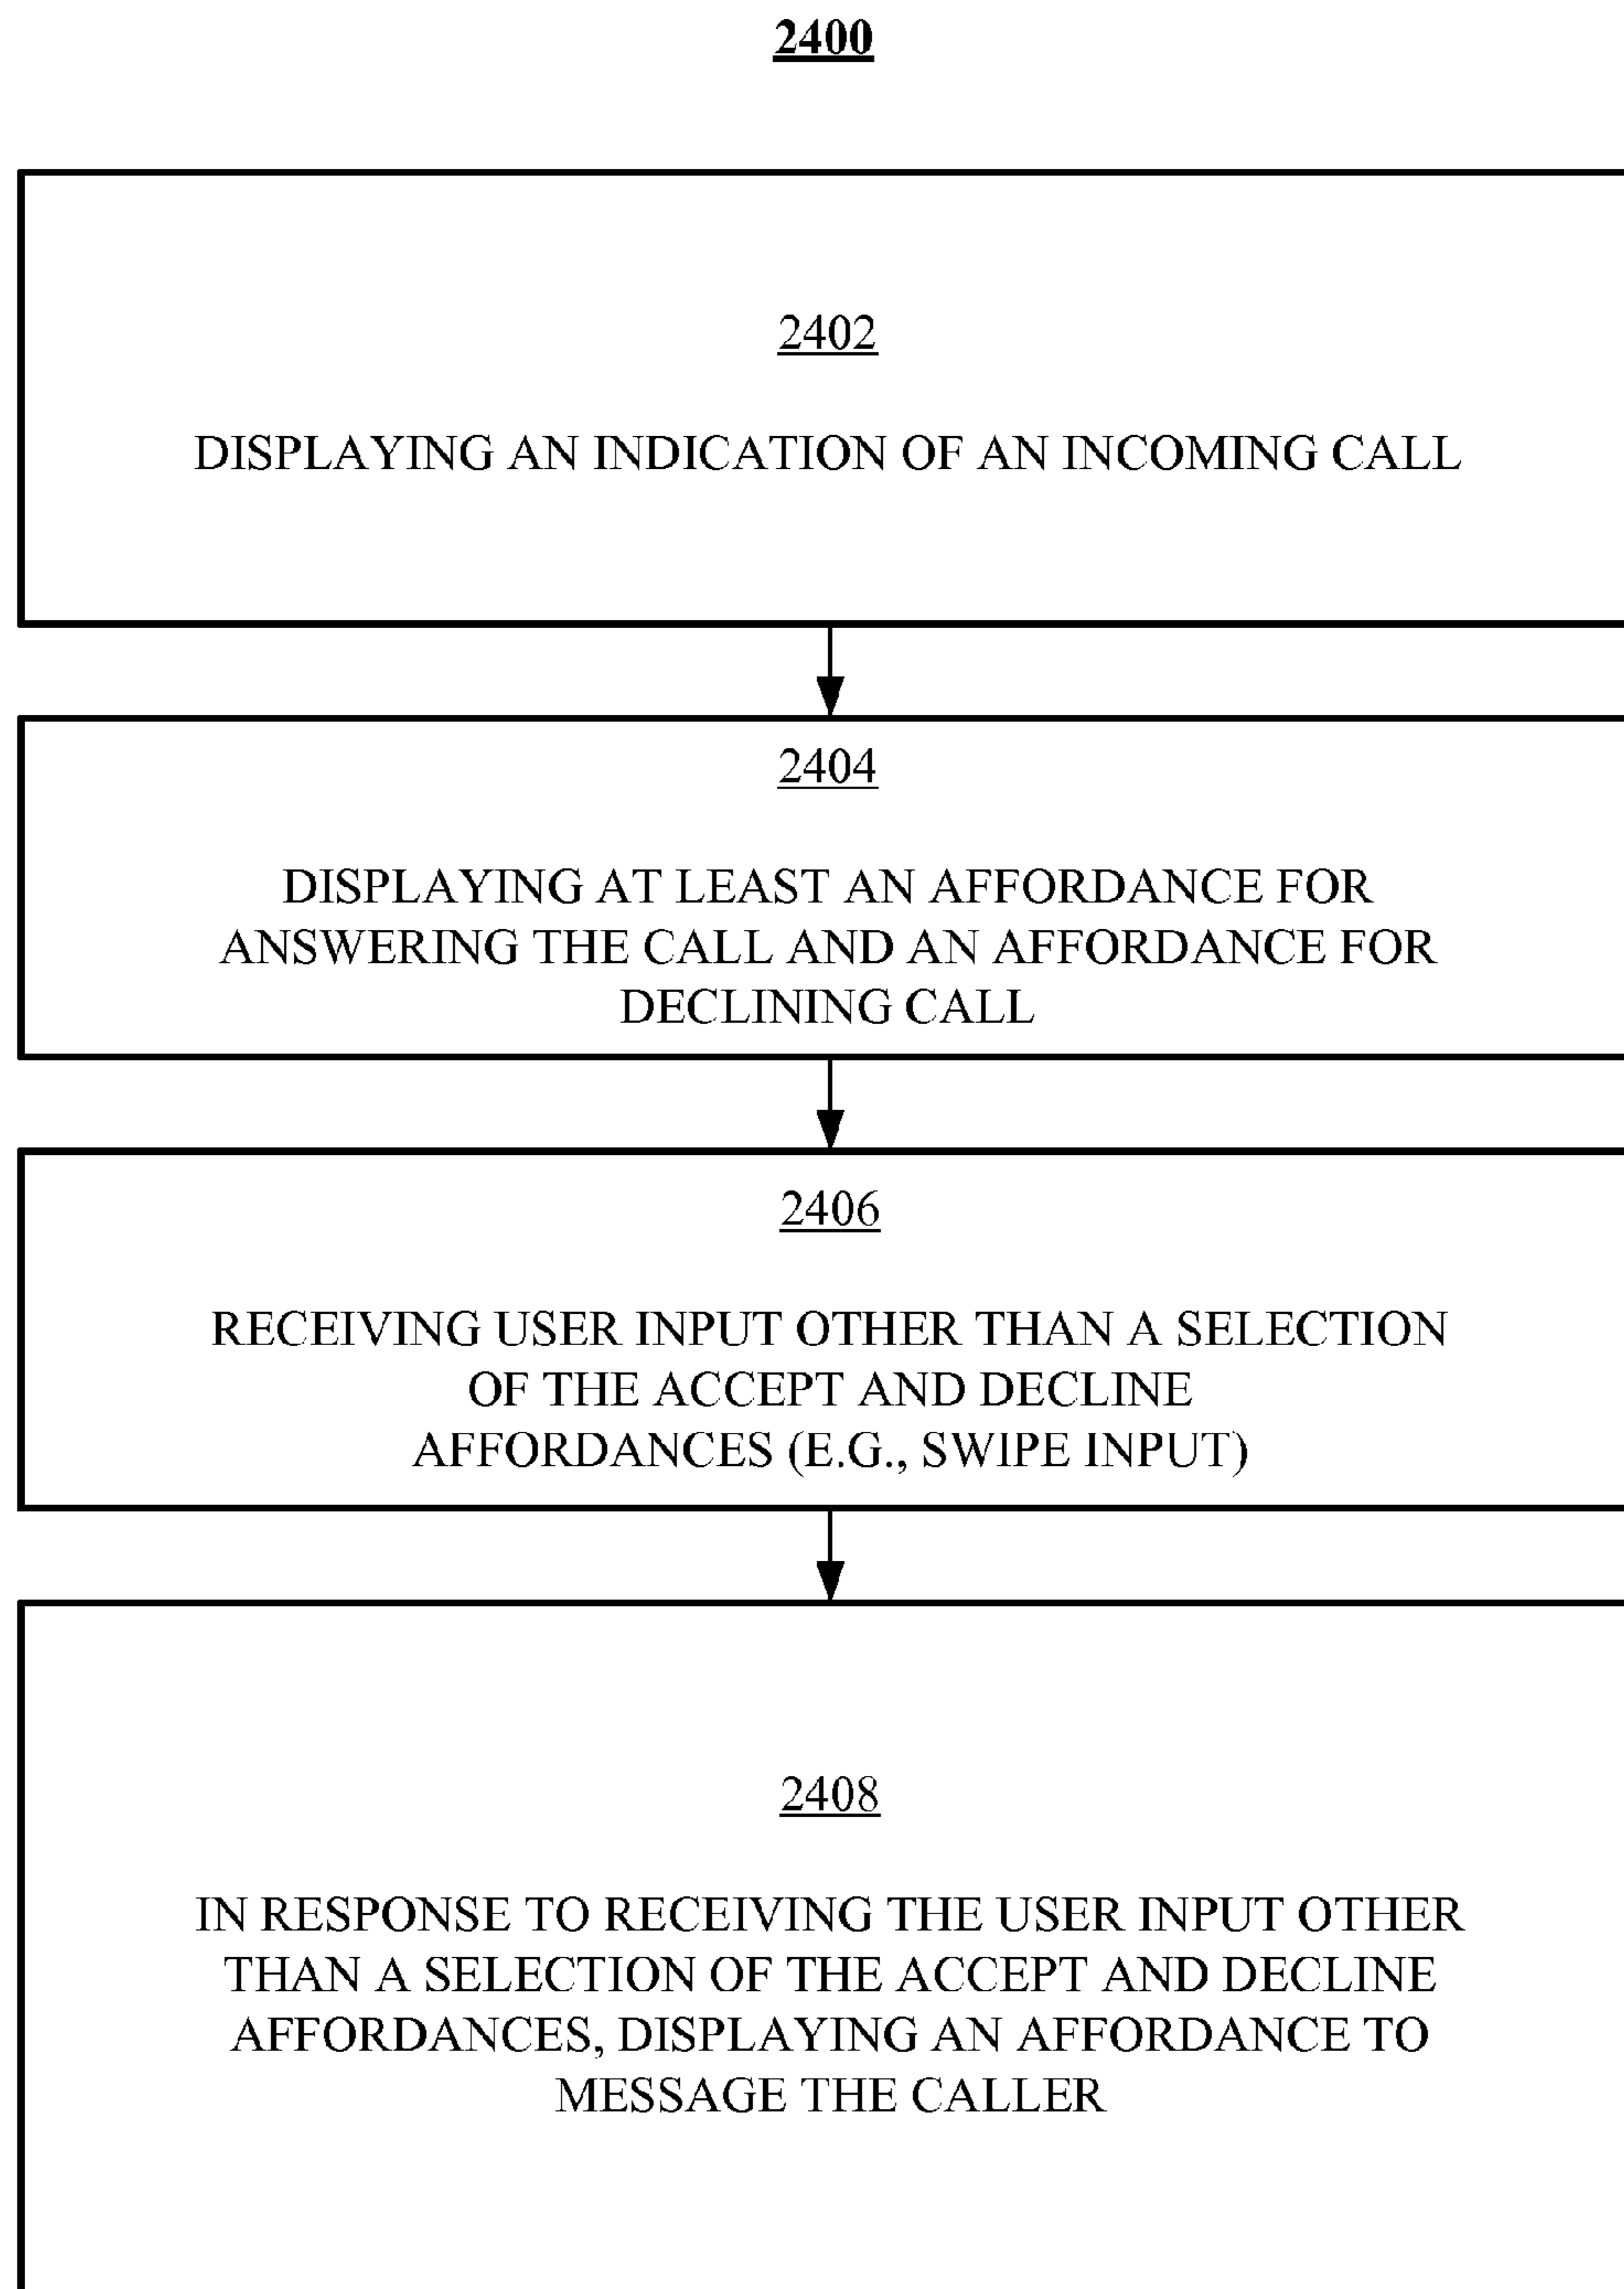 2400
2402
DISPLAYING AN INDICATION OF AN INCOMING CALL
2404
DISPLAYING AT LEAST AN AFFORDANCE FOR
ANSWERING THE CALL AND AN AFFORDANCE FOR
DECLINING CALL
2406
RECEIVING USER INPUT OTHER THAN A SELECTION
OF THE ACCEPT AND DECLINE
AFFORDANCES (E.G., SWIPE INPUT)
2408
IN RESPONSE TO RECEIVING THE USER INPUT OTHER
THAN A SELECTION OF THE ACCEPT AND DECLINE
AFFORDANCES, DISPLAYING AN AFFORDANCE TO
MESSAGE THE CALLER